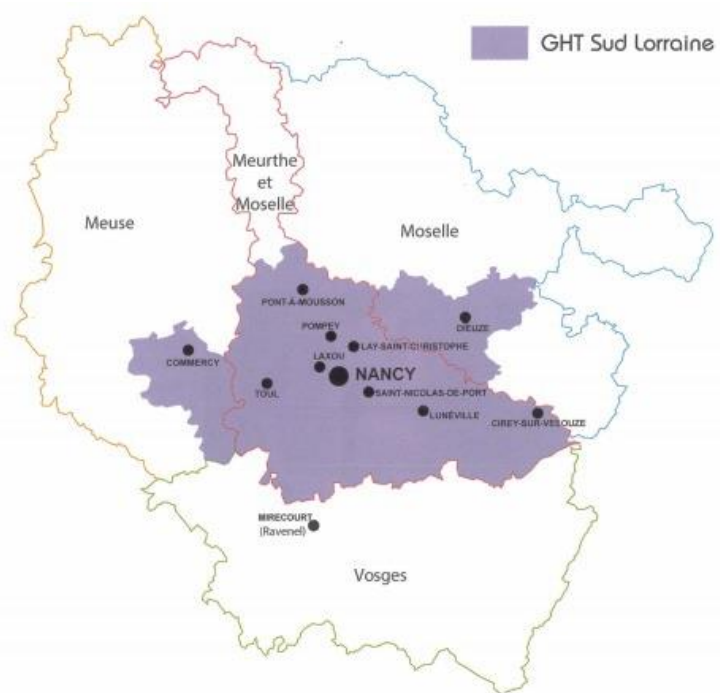 GHT Sud Lorraine
Meurthe
et
Moselle
Meuse
Moselle
PONT-À-MOUSSON
DIEUZE
POMPEY
LAY-SAINT-CHRISTOPHE
COMMERCY
LAXOU
NANCY
TOUL
SAINT-NICOLAS-DE-PORT
LUNÉVILLE
CIREY-SUR-VELOUZE
MIRECOURT
(Ravenel)
Vosges